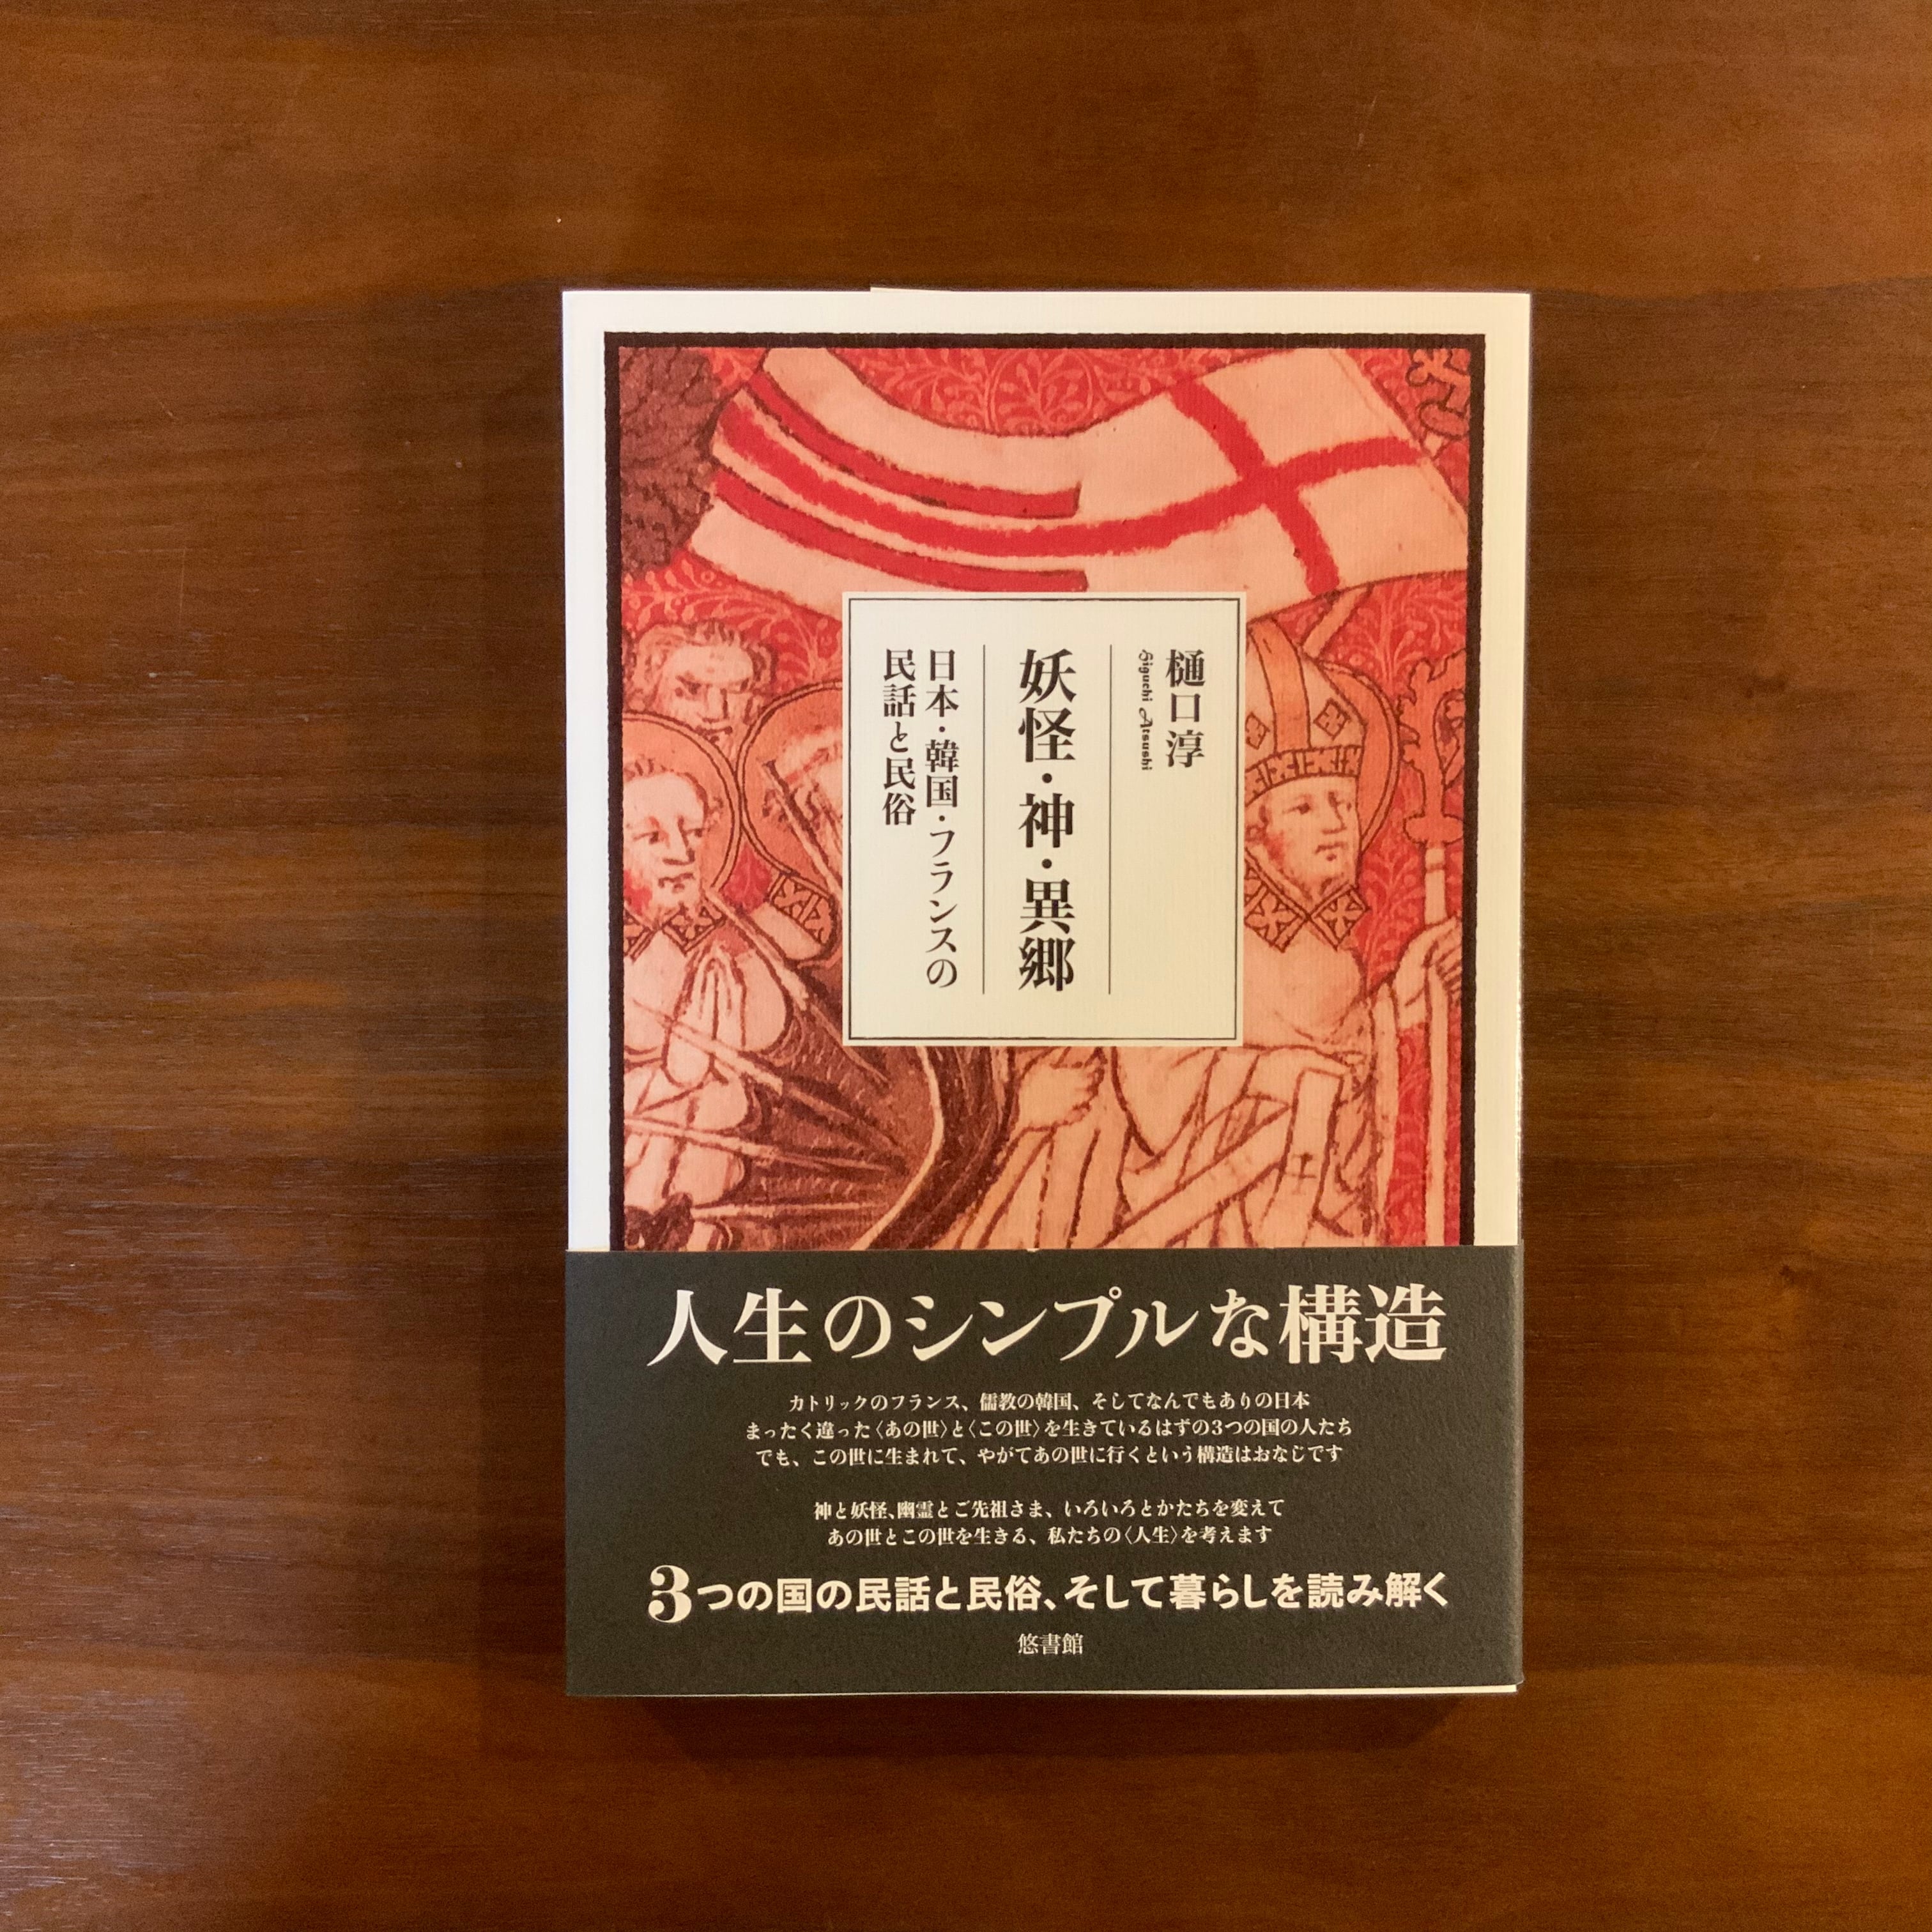 樋口淳
Higuchi Atsushi
妖怪・神・異郷
日本・韓国・フランスの
民話と民俗
人生のシンプルな構造
カトリックのフランス、儒教の韓国、そしてなんでもありの日本
まったく違った〈あの世〉と〈この世〉を生きているはずの3つの国の人たち
でも、この世に生まれて、やがてあの世に行くという構造はおなじです
神と妖怪、幽霊とご先祖さま、いろいろとかたちを変えて
あの世とこの世を生きる、私たちの〈人生〉を考えます
3つの国の民話と民俗、そして暮らしを読み解く
悠書館